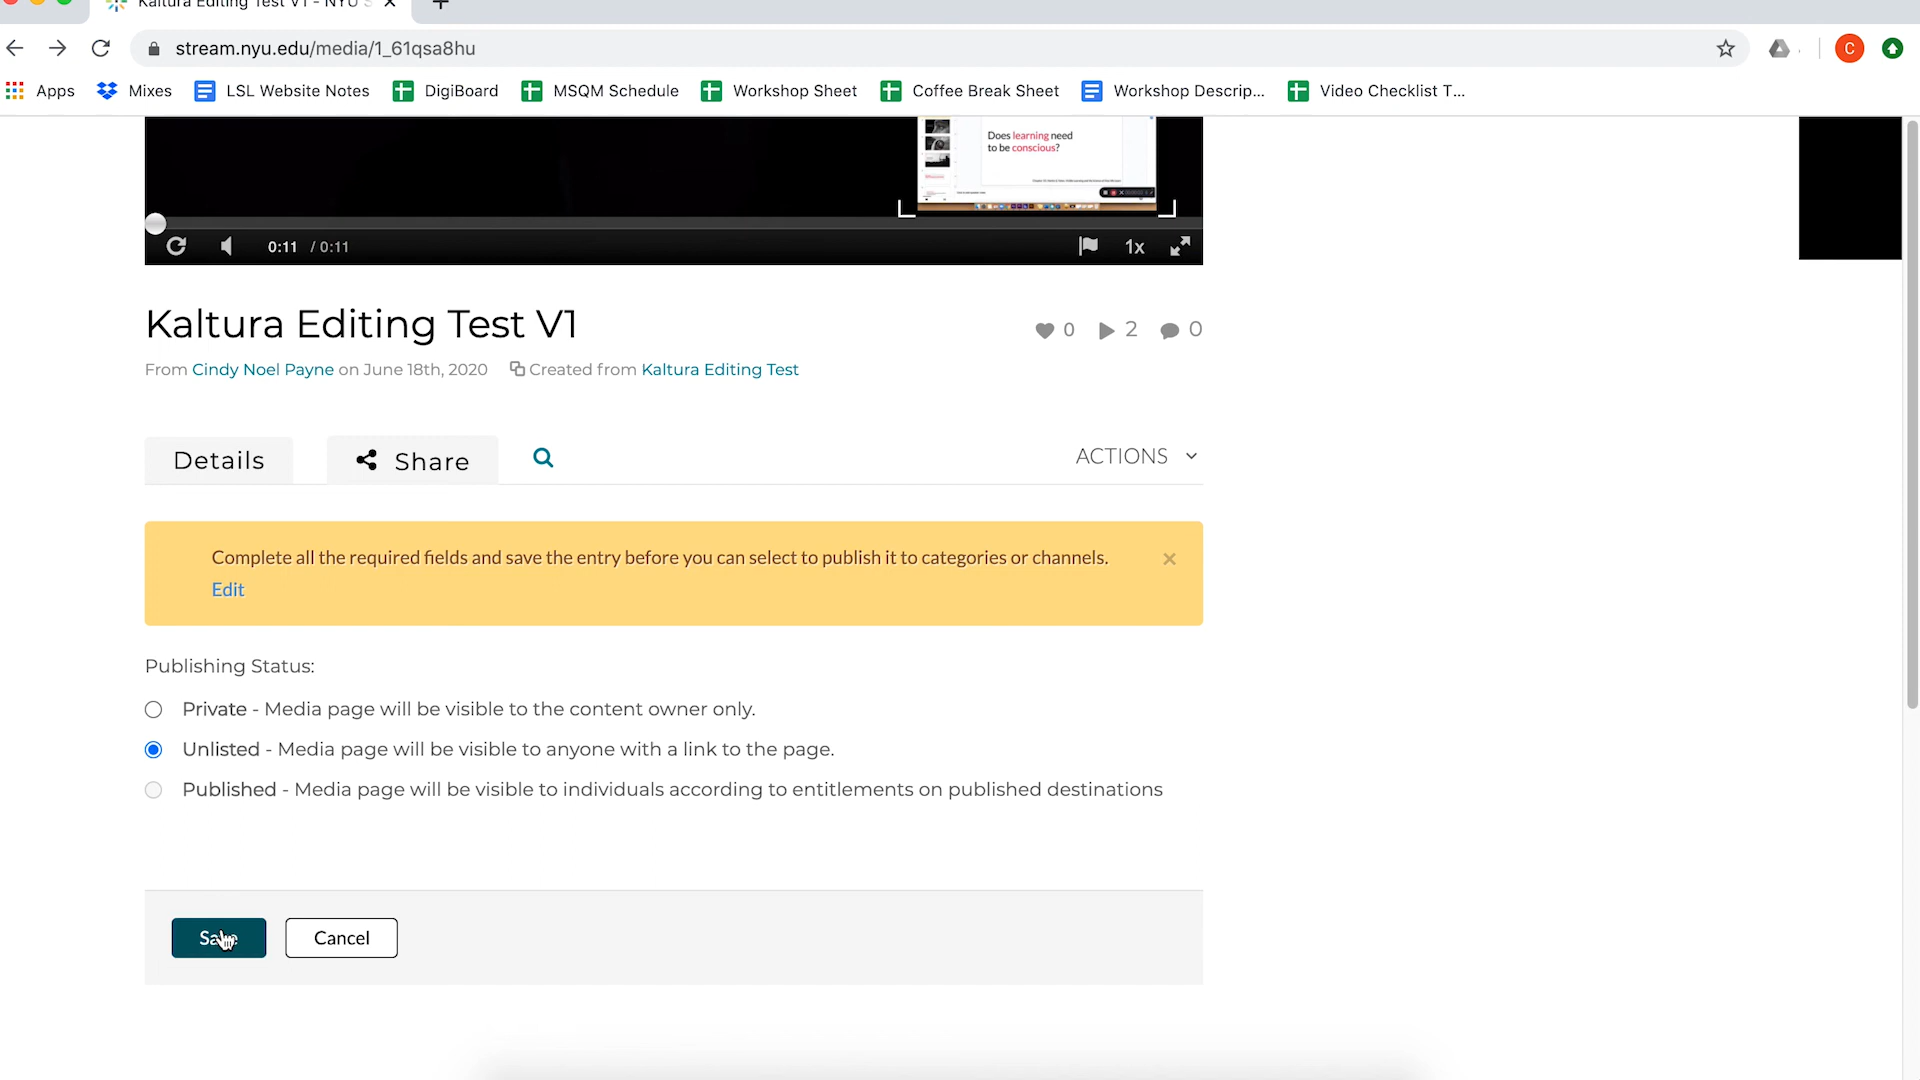 Kaltura Editing Test V1 - NYU S
stream.nyu.edu/media/1_61qsa8hu
C
Apps Mixes LSL Website Notes DigiBoard MSQM Schedule Workshop Sheet Coffee Break Sheet Workshop Descrip... Video Checklist T...
Does learning need
to be conscious?
0:11 / 0:11 1x
Kaltura Editing Test V1
0 2 0
From Cindy Noel Payne on June 18th, 2020 Created from Kaltura Editing Test
Details Share ACTIONS
Complete all the required fields and save the entry before you can select to publish it to categories or channels.
Edit
Publishing Status:
Private - Media page will be visible to the content owner only.
Unlisted - Media page will be visible to anyone with a link to the page.
Published - Media page will be visible to individuals according to entitlements on published destinations
Save Cancel